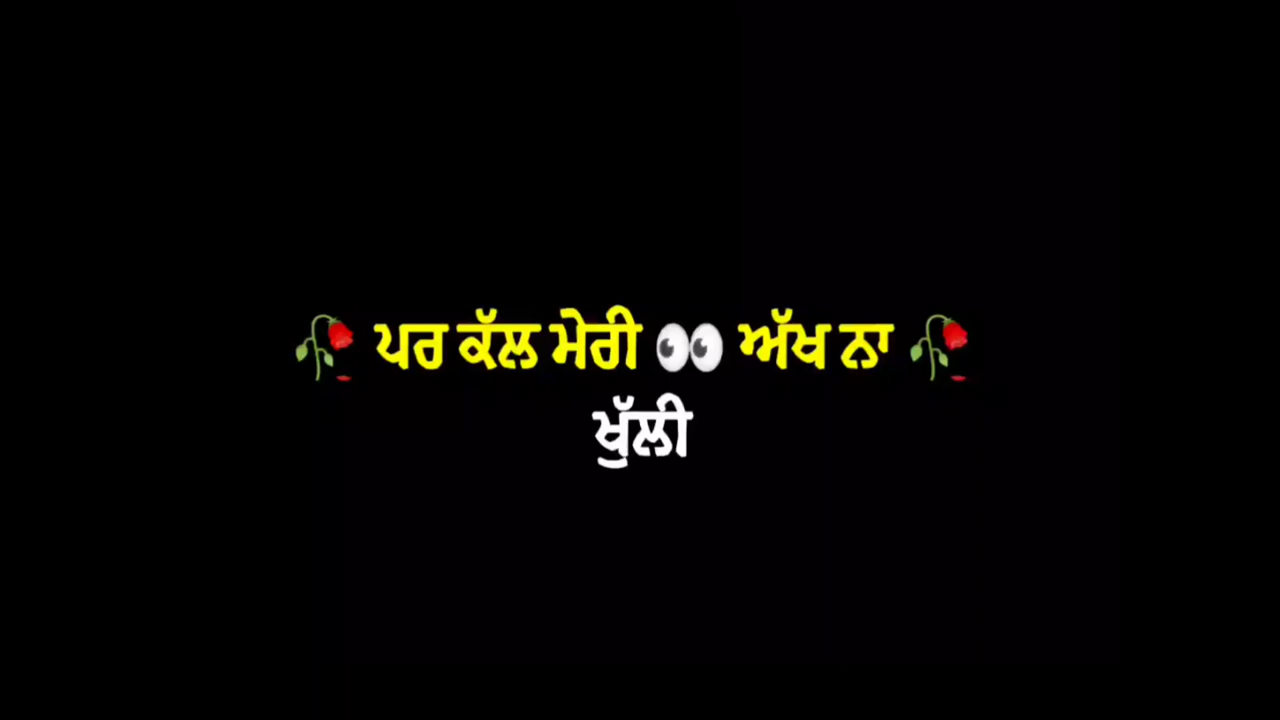 🥀 ਪਰ ਕੱਲ ਮੇਰੀ 👀 ਅੱਖ ਨਾ 🥀
ਖੁੱਲੀ